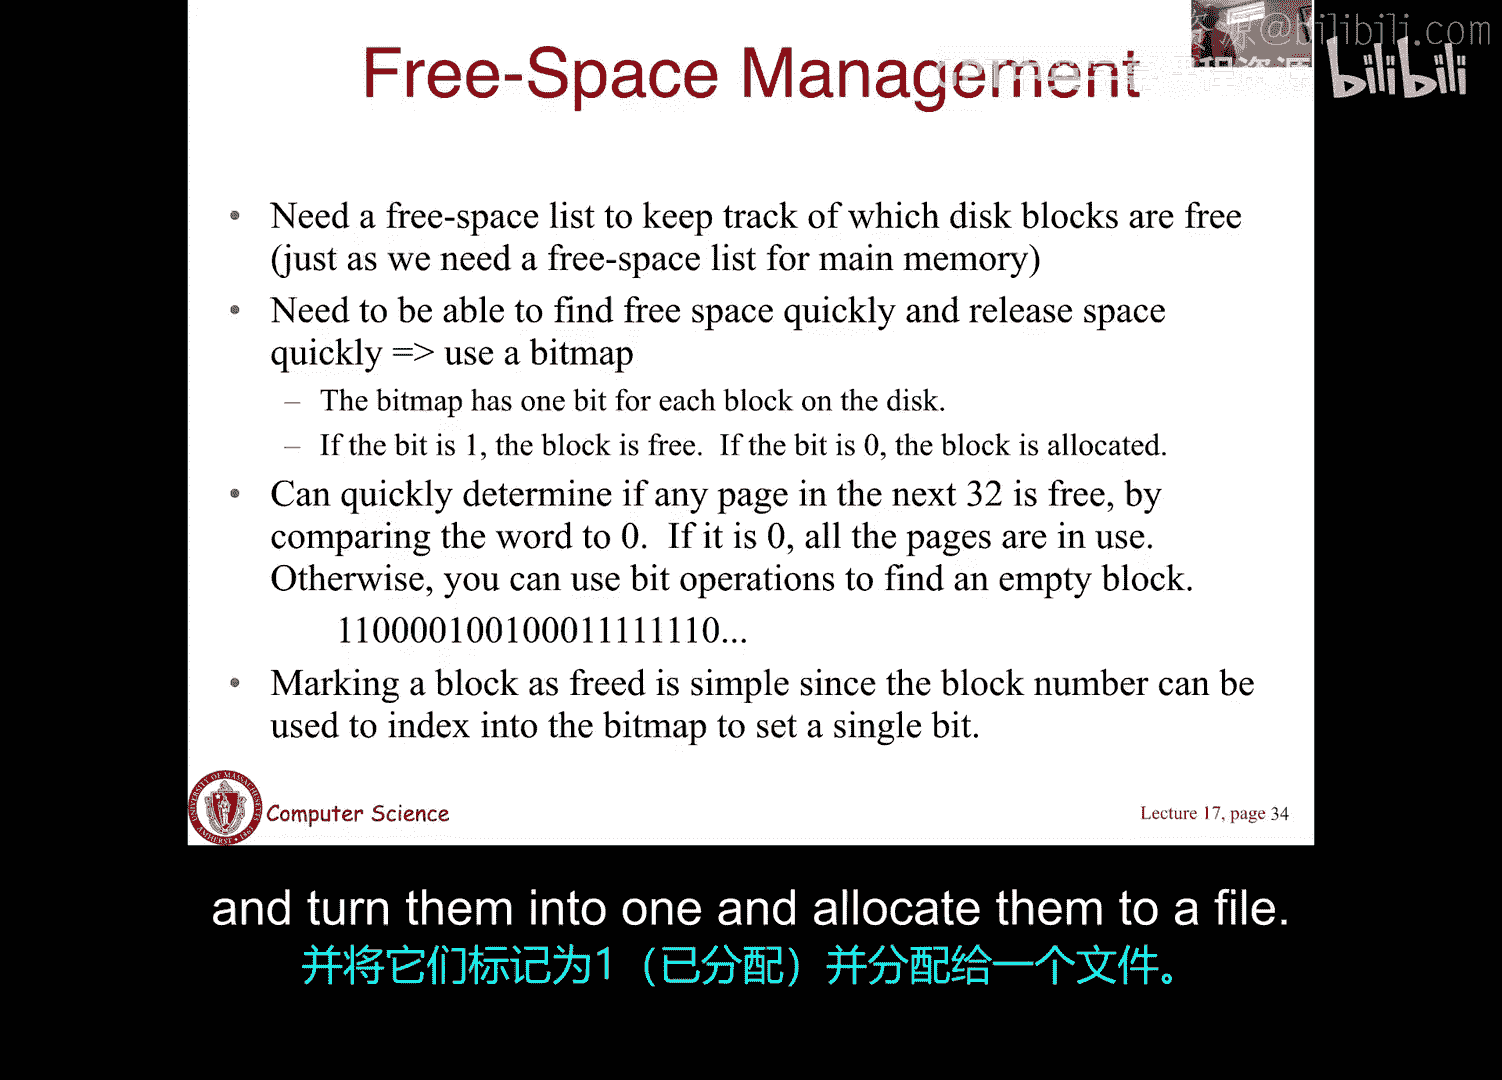 源@bilibili.com
bilibili
Free-Space Management
• Need a free-space list to keep track of which disk blocks are free
(just as we need a free-space list for main memory)
• Need to be able to find free space quickly and release space
quickly => use a bitmap
– The bitmap has one bit for each block on the disk.
– If the bit is 1, the block is free. If the bit is 0, the block is allocated.
• Can quickly determine if any page in the next 32 is free, by
comparing the word to 0. If it is 0, all the pages are in use.
Otherwise, you can use bit operations to find an empty block.
110000100100011111110...
• Marking a block as freed is simple since the block number can be
used to index into the bitmap to set a single bit.
Computer Science
Lecture 17, page 34
and turn them into one and allocate them to a file.
并将它们标记为1（已分配）并分配给一个文件。